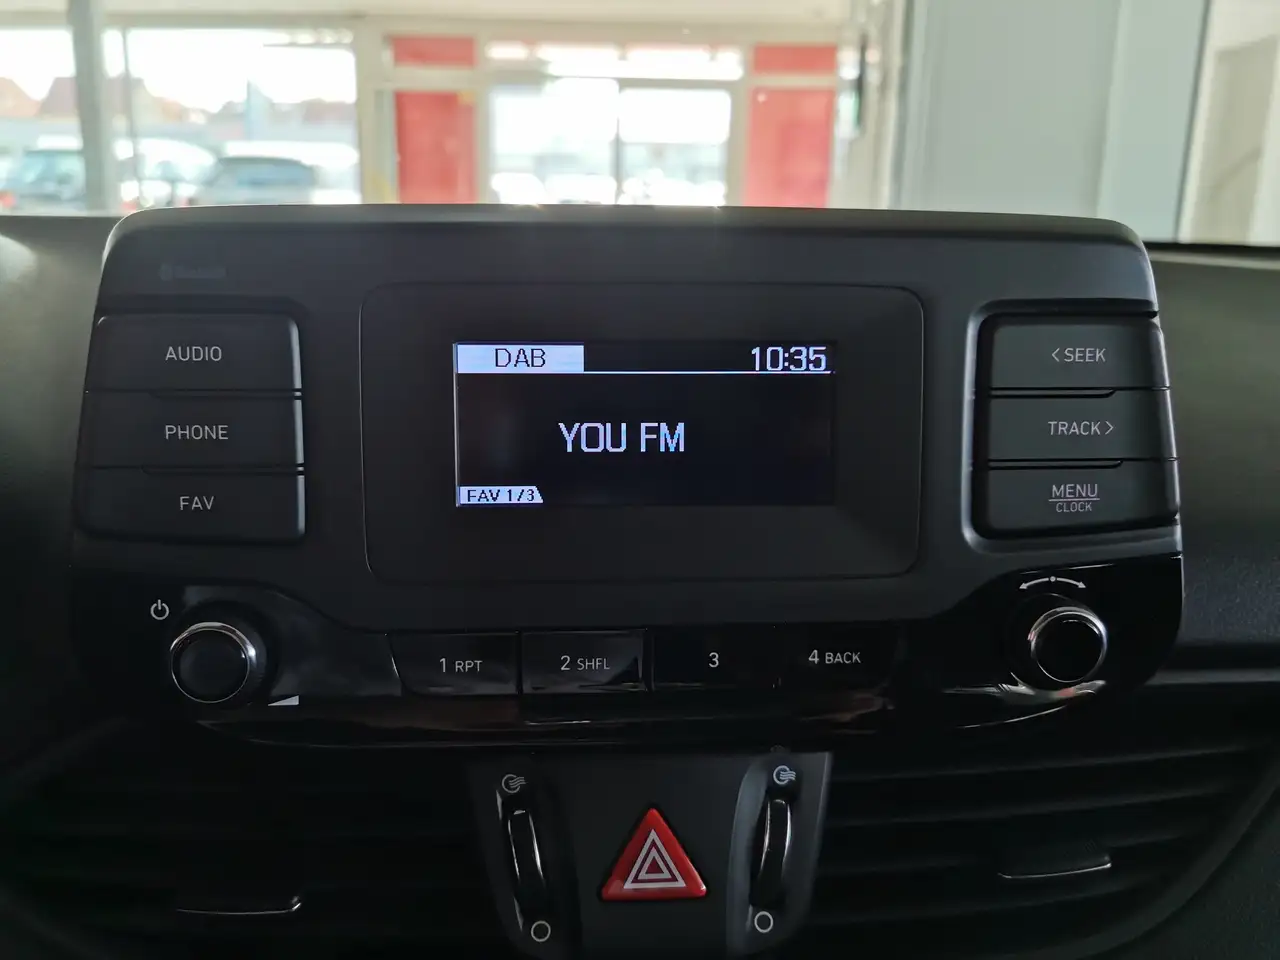 Bluetooth
AUDIO
PHONE
FAV
DAB
10:35
YOU FM
FAV 1/3
<SEEK
TRACK>
MENU
CLOCK
1 RPT
2 SHFL
3
4 BACK